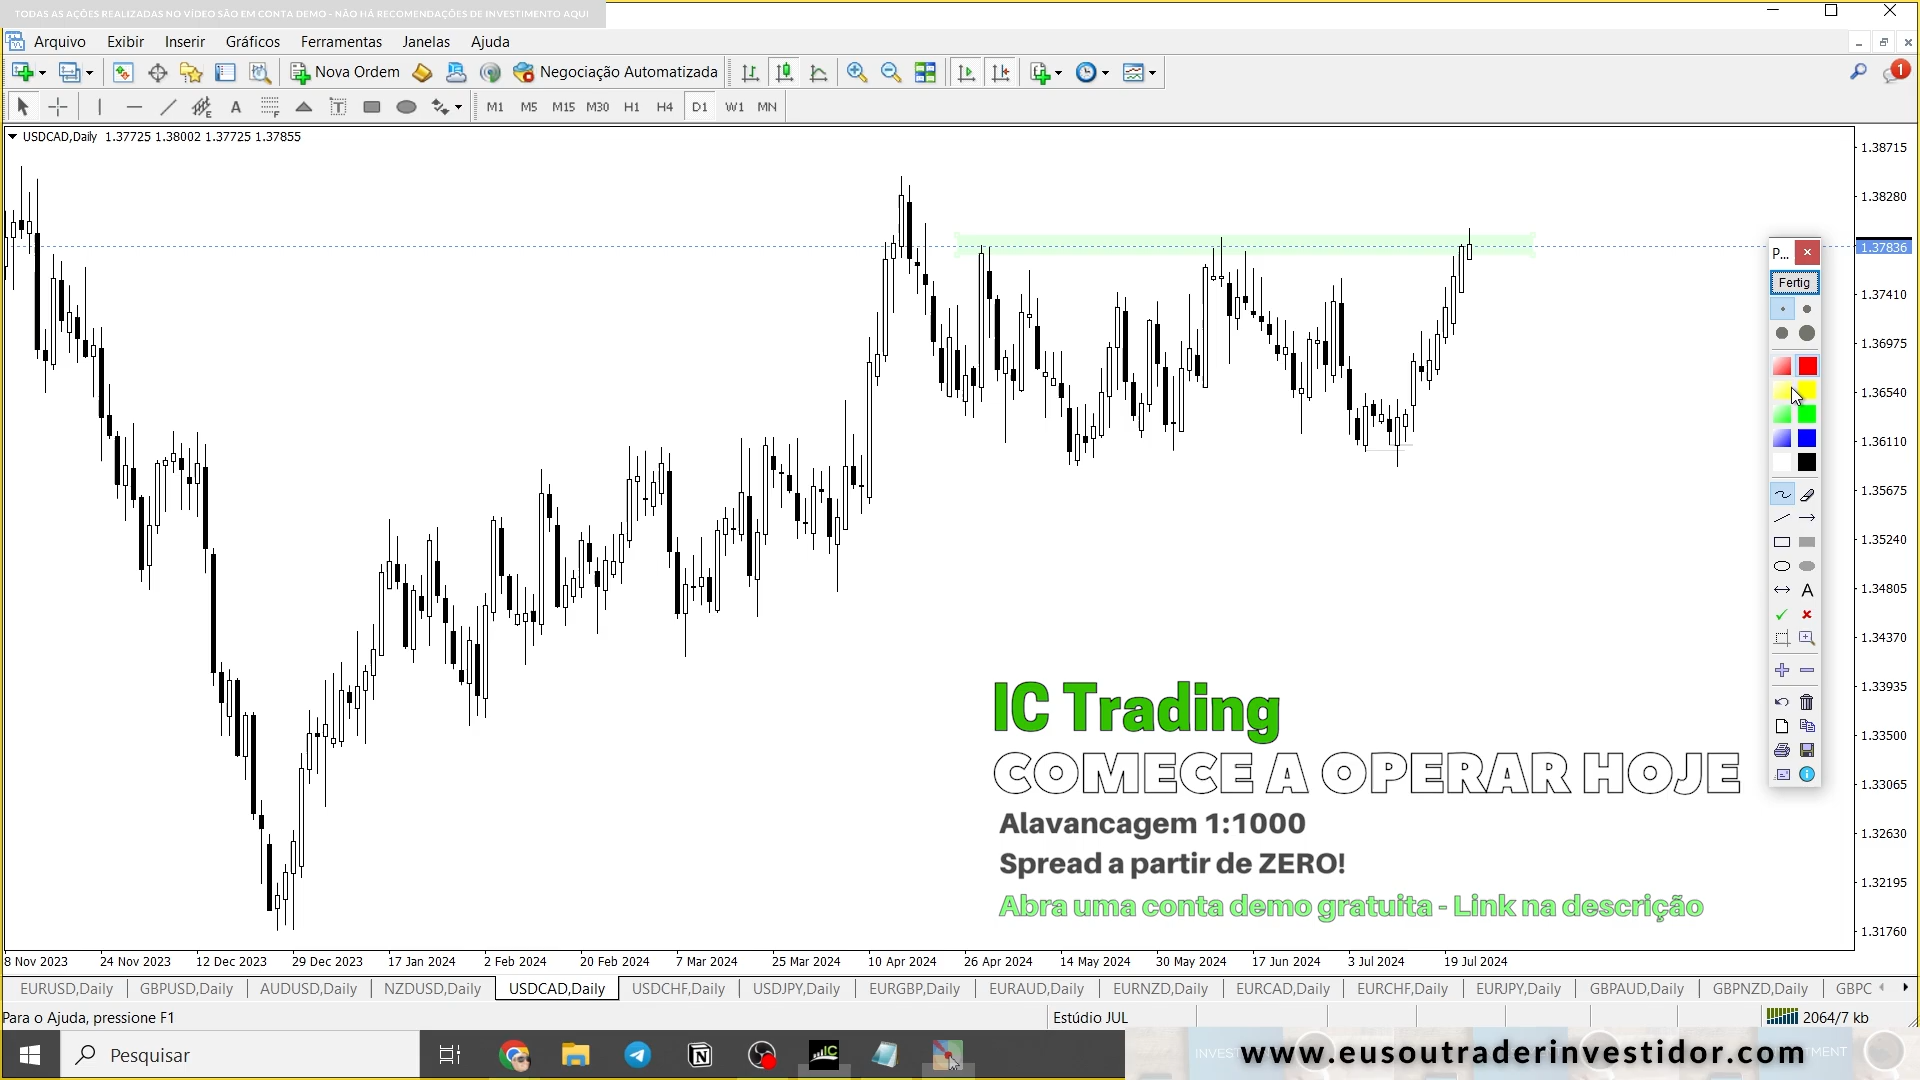 TODAS AS AÇÕES REALIZADAS NO VÍDEO SÃO EM CONTA DEMO - NÃO HÁ RECOMENDAÇÕES DE INVESTIMENTO AQUI
Arquivo Exibir Inserir Gráficos Ferramentas Janelas Ajuda
Nova Ordem Negociação Automatizada 1
A T M1 M5 M15 M30 H1 H4 D1 W1 MN
USDCAD,Daily 1.37725 1.38002 1.37725 1.37855
1.38715
1.38280
1.37836
1.37410
1.36975
1.36540
1.36110
1.35675
1.35240
1.34805
1.34370
1.33935
1.33500
1.33065
1.32630
1.32195
1.31760
P...
Fertig
A
IC Trading
COMECE A OPERAR HOJE
Alavancagem 1:1000
Spread a partir de ZERO!
Abra uma conta demo gratuita - Link na descrição
8 Nov 2023 24 Nov 2023 12 Dec 2023 29 Dec 2023 17 Jan 2024 2 Feb 2024 20 Feb 2024 7 Mar 2024 25 Mar 2024 10 Apr 2024 26 Apr 2024 14 May 2024 30 May 2024 17 Jun 2024 3 Jul 2024 19 Jul 2024
EURUSD,Daily GBPUSD,Daily AUDUSD,Daily NZDUSD,Daily USDCAD,Daily USDCHF,Daily USDJPY,Daily EURGBP,Daily EURAUD,Daily EURNZD,Daily EURCAD,Daily EURCHF,Daily EURJPY,Daily GBPAUD,Daily GBPNZD,Daily GBPC
Para o Ajuda, pressione F1 Estúdio JUL 2064/7 kb
Pesquisar IC www.eusoutraderinvestidor.com